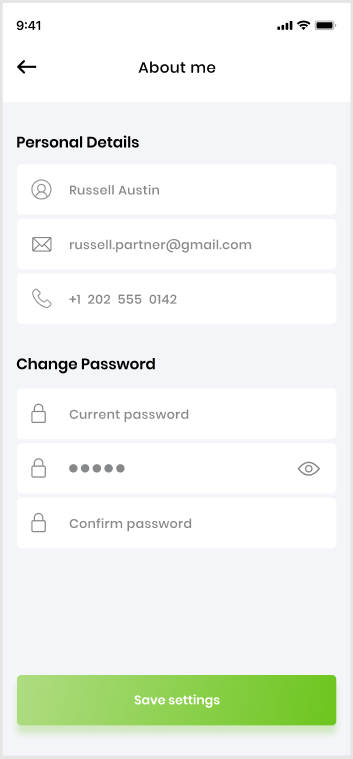 9:41
About me
Personal Details
Russell Austin
russell.partner@gmail.com
+1 202 555 0142
Change Password
Current password
●●●●●
Confirm password
Save settings